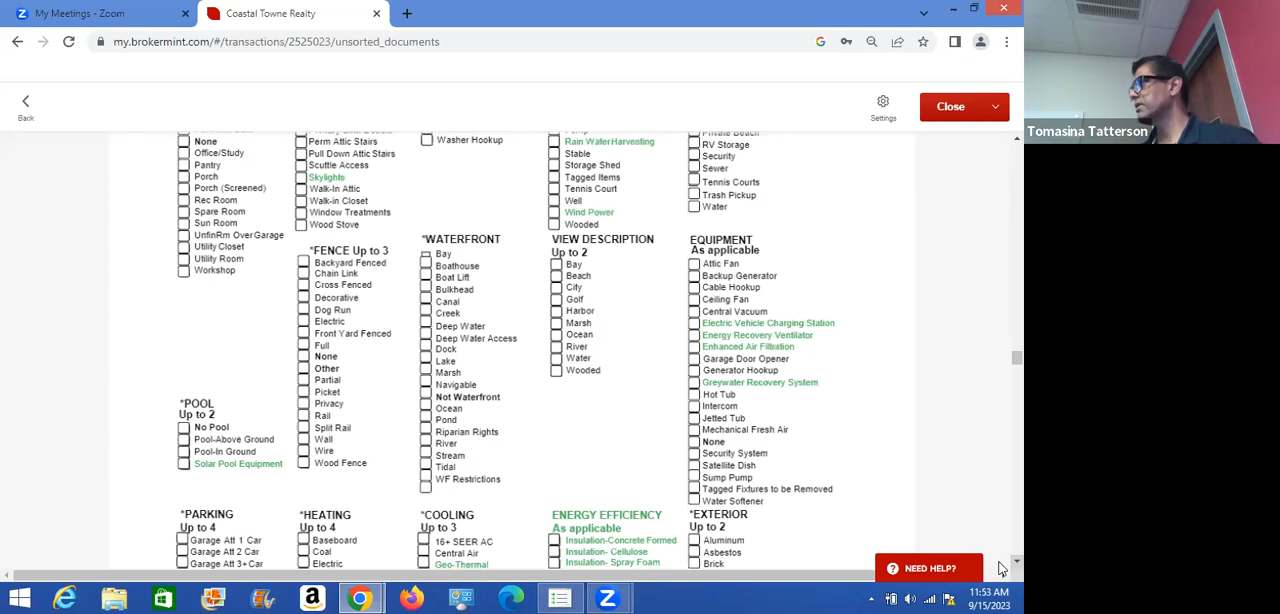 My Meetings - Zoom
Coastal Towne Realty
my.brokermint.com/#/transactions/2525023/unsorted_documents
Back
Settings
Close
Tomasina Tatterson
None
Office/Study
Pantry
Porch
Porch (Screened)
Rec Room
Spare Room
Sun Room
UnfinRm OverGarage
Utility Closet
Utility Room
Workshop
*POOL
Up to 2
No Pool
Pool-Above Ground
Pool-In Ground
Solar Pool Equipment
*PARKING
Up to 4
Garage Att 1 Car
Garage Att 2 Car
Garage Att 3+Car
Perm Attic Stairs
Pull Down Attic Stairs
Scuttle Access
Skylights
Walk-In Attic
Walk-in Closet
Window Treatments
Wood Stove
*FENCE Up to 3
Backyard Fenced
Chain Link
Cross Fenced
Decorative
Dog Run
Electric
Front Yard Fenced
Full
None
Other
Partial
Picket
Privacy
Rail
Split Rail
Wall
Wire
Wood Fence
*HEATING
Up to 4
Baseboard
Coal
Electric
Washer Hookup
*WATERFRONT
Bay
Boathouse
Boat Lift
Bulkhead
Canal
Creek
Deep Water
Deep Water Access
Dock
Lake
Marsh
Navigable
Not Waterfront
Ocean
Pond
Riparian Rights
River
Stream
Tidal
WF Restrictions
*COOLING
Up to 3
16+ SEER AC
Central Air
Geo-Thermal
Pump
Rain WaterHarvesting
Stable
Storage Shed
Tagged Items
Tennis Court
Well
Wind Power
Wooded
VIEW DESCRIPTION
Up to 2
Bay
Beach
City
Golf
Harbor
Marsh
Ocean
River
Water
Wooded
ENERGY EFFICIENCY
As applicable
Insulation-Concrete Formed
Insulation- Cellulose
Insulation- Spray Foam
Private Beach
RV Storage
Security
Sewer
Tennis Courts
Trash Pickup
Water
EQUIPMENT
As applicable
Attic Fan
Backup Generator
Cable Hookup
Ceiling Fan
Central Vacuum
Electric Vehicle Charging Station
Energy Recovery Ventilator
Enhanced Air Filtration
Garage Door Opener
Generator Hookup
Greywater Recovery System
Hot Tub
Intercom
Jetted Tub
Mechanical Fresh Air
None
Security System
Satellite Dish
Sump Pump
Tagged Fixtures to be Removed
Water Softener
*EXTERIOR
Up to 2
Aluminum
Asbestos
Brick
NEED HELP?
11:53 AM
9/15/2023